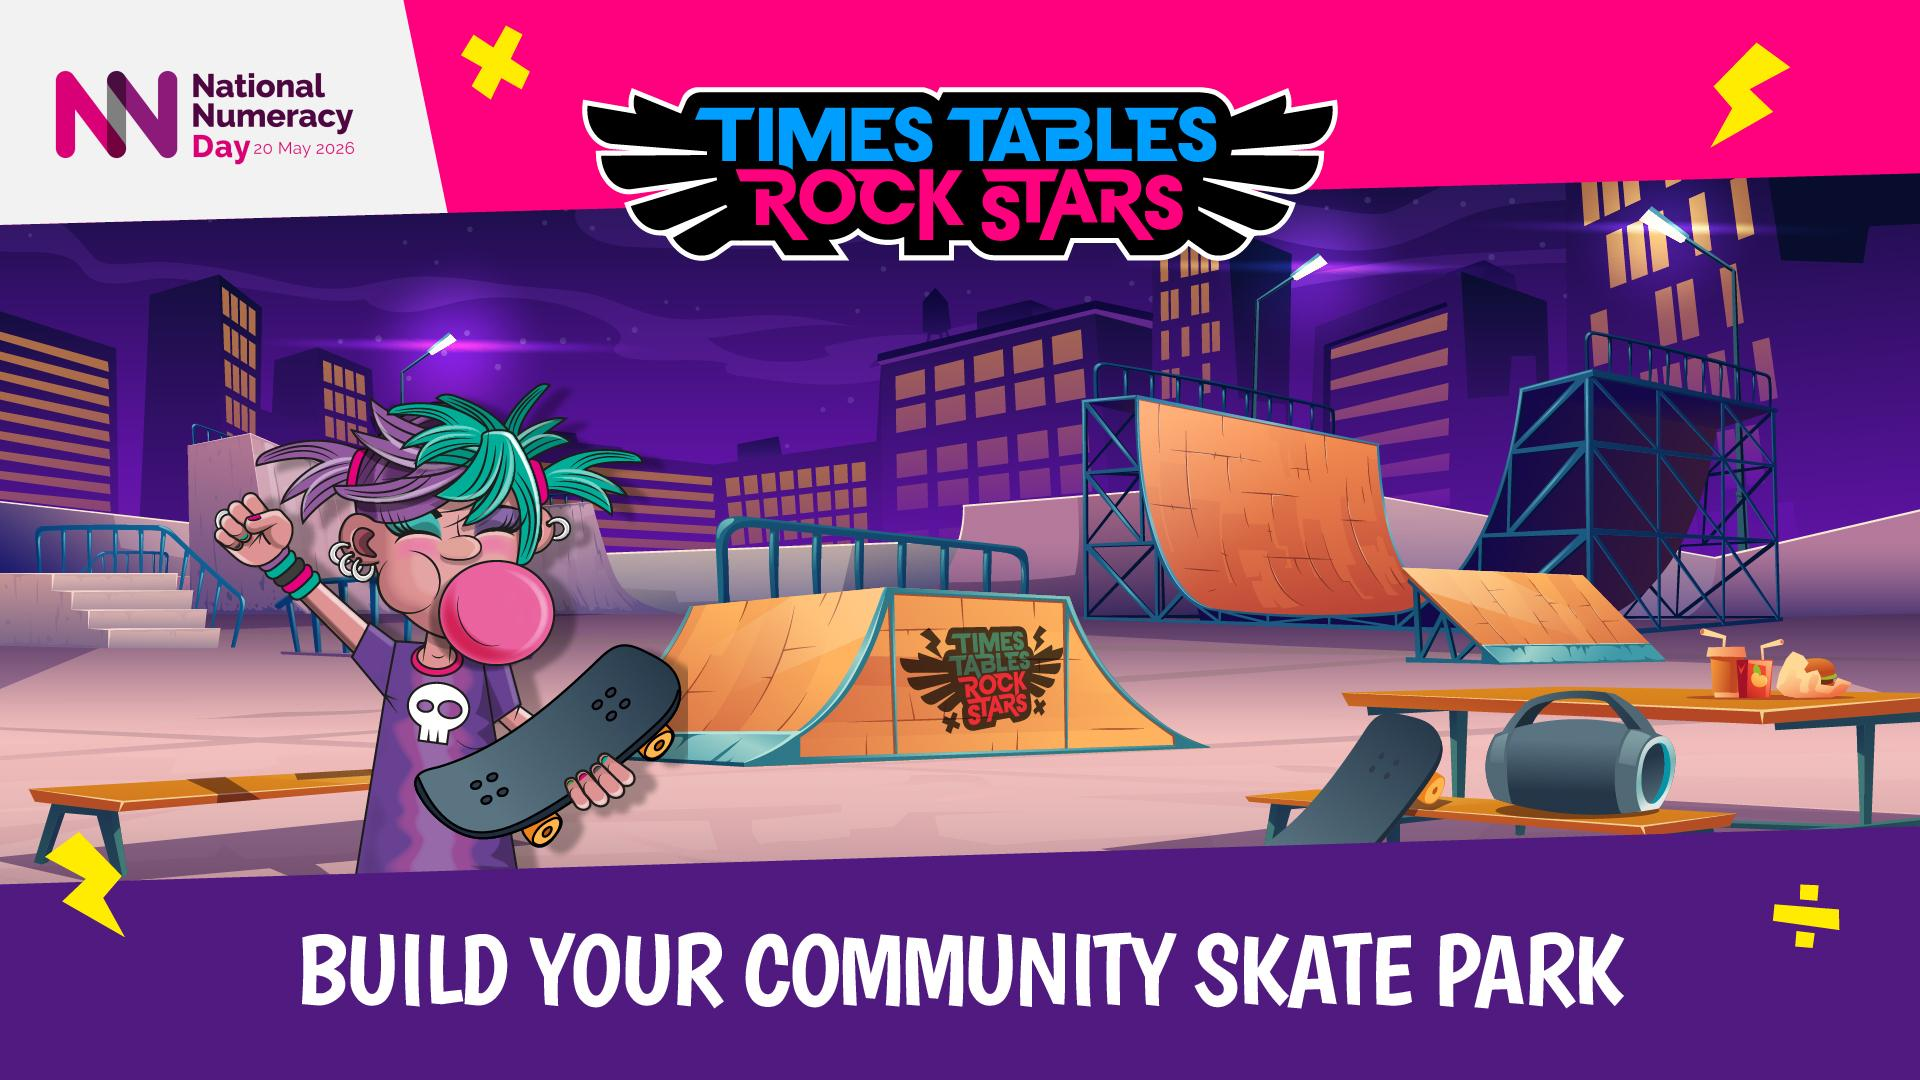 National
Numeracy
Day 20 May 2026
TIMES TABLES
ROCK STARS
TIMES
TABLES
ROCK
STARS
BUILD YOUR COMMUNITY SKATE PARK